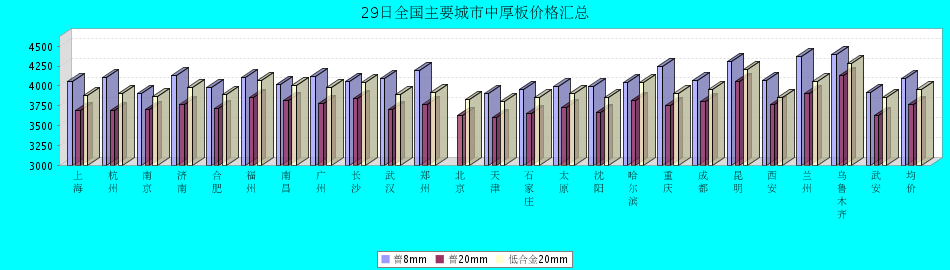 29日全国主要城市中厚板价格汇总
4500
4250
4000
3750
3500
3250
3000
上海 杭州 南京 济南 合肥 福州 南昌 广州 长沙 武汉 郑州 北京 天津 石家庄 太原 沈阳 哈尔滨 重庆 成都 昆明 西安 兰州 乌鲁木齐 武安 均价
普8mm 普20mm 低合金20mm